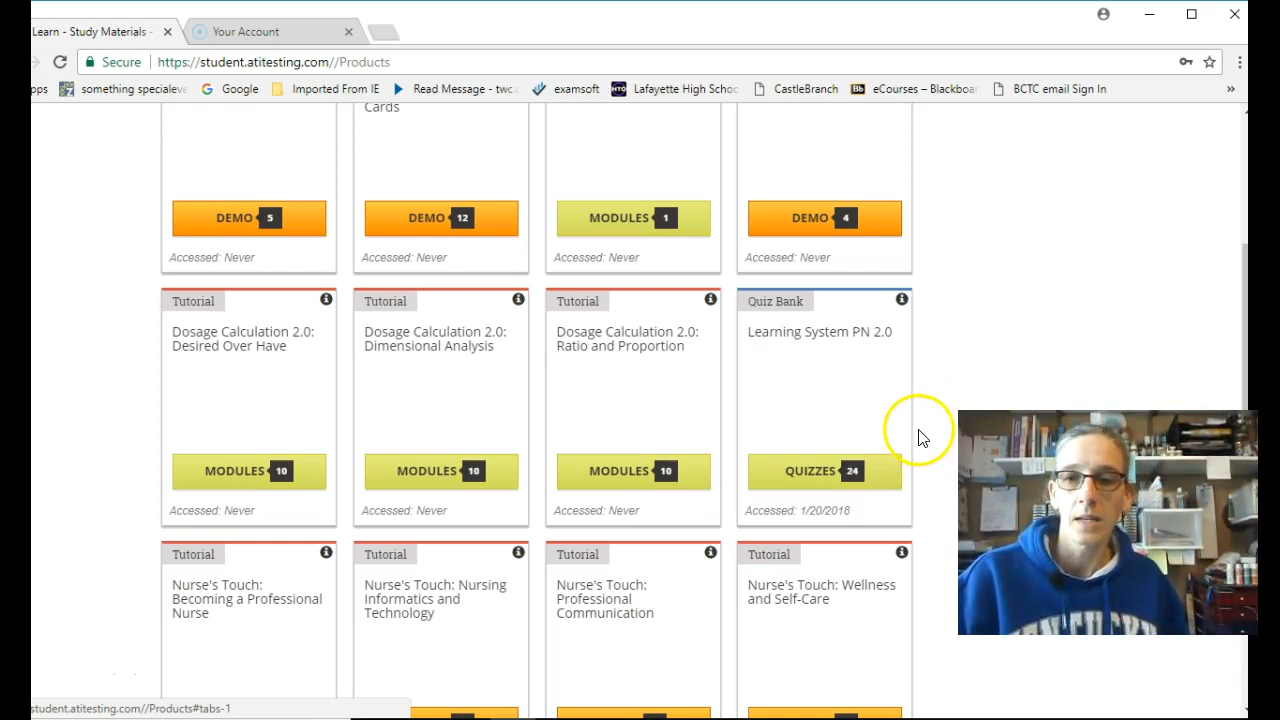 Learn - Study Materials -
Your Account
Secure
https://student.atitesting.com//Products
pps
something specialeve
Google
Imported From IE
Read Message - twc.c
examsoft
Lafayette High Schoo
CastleBranch
Bb
eCourses – Blackboa
BCTC email Sign In
»
Cards
DEMO 5
DEMO 12
MODULES 1
DEMO 4
Accessed: Never
Accessed: Never
Accessed: Never
Accessed: Never
Tutorial
Tutorial
Tutorial
Quiz Bank
Dosage Calculation 2.0:
Desired Over Have
Dosage Calculation 2.0:
Dimensional Analysis
Dosage Calculation 2.0:
Ratio and Proportion
Learning System PN 2.0
MODULES 10
MODULES 10
MODULES 10
QUIZZES 24
Accessed: Never
Accessed: Never
Accessed: Never
Accessed: 1/20/2018
Tutorial
Tutorial
Tutorial
Tutorial
Nurse's Touch:
Becoming a Professional
Nurse
Nurse's Touch: Nursing
Informatics and
Technology
Nurse's Touch:
Professional
Communication
Nurse's Touch: Wellness
and Self-Care
student.atitesting.com//Products#tabs-1